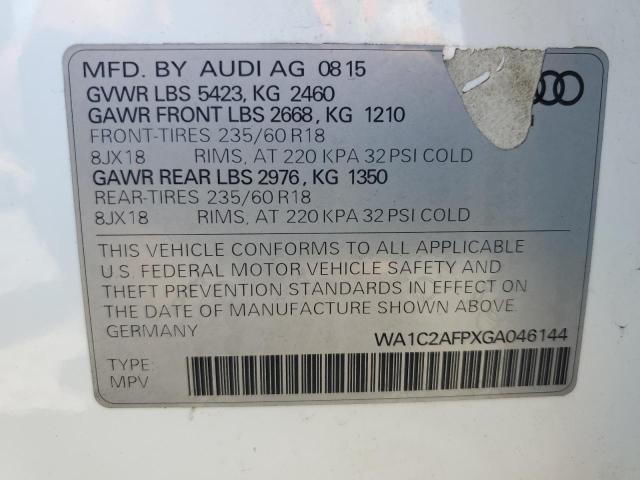 MFD. BY AUDI AG 08 15
GVWR LBS 5423, KG 2460
GAWR FRONT LBS 2668, KG 1210
FRONT-TIRES 235/60 R18
8JX18 RIMS, AT 220 KPA 32 PSI COLD
GAWR REAR LBS 2976, KG 1350
REAR-TIRES 235/60 R18
8JX18 RIMS, AT 220 KPA 32 PSI COLD
THIS VEHICLE CONFORMS TO ALL APPLICABLE
U.S. FEDERAL MOTOR VEHICLE SAFETY AND
THEFT PREVENTION STANDARDS IN EFFECT ON
THE DATE OF MANUFACTURE SHOWN ABOVE.
GERMANY WA1C2AFPXGA046144
TYPE:
MPV